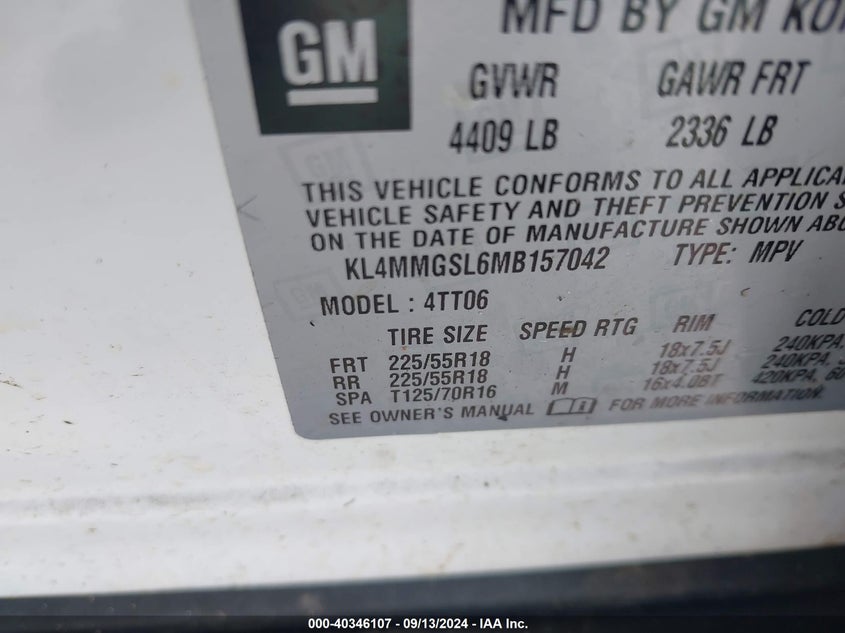 GM
MFD BY GM KO
GVWR GAWR FRT
4409 LB 2336 LB
THIS VEHICLE CONFORMS TO ALL APPLICA
VEHICLE SAFETY AND THEFT PREVENTION S
ON THE DATE OF MANUFACTURE SHOWN ABO
KL4MMGSL6MB157042 TYPE: MPV
MODEL : 4TT06
TIRE SIZE SPEED RTG RIM COLD
FRT 225/55R18 H 18x7.5J 240KPA,
RR 225/55R18 H 18x7.5J 240KPA, 3
SPA T125/70R16 M 16x4.0BT 420KPA, 60
SEE OWNER'S MANUAL FOR MORE INFORMATION.
000-40346107 - 09/13/2024 - IAA Inc.